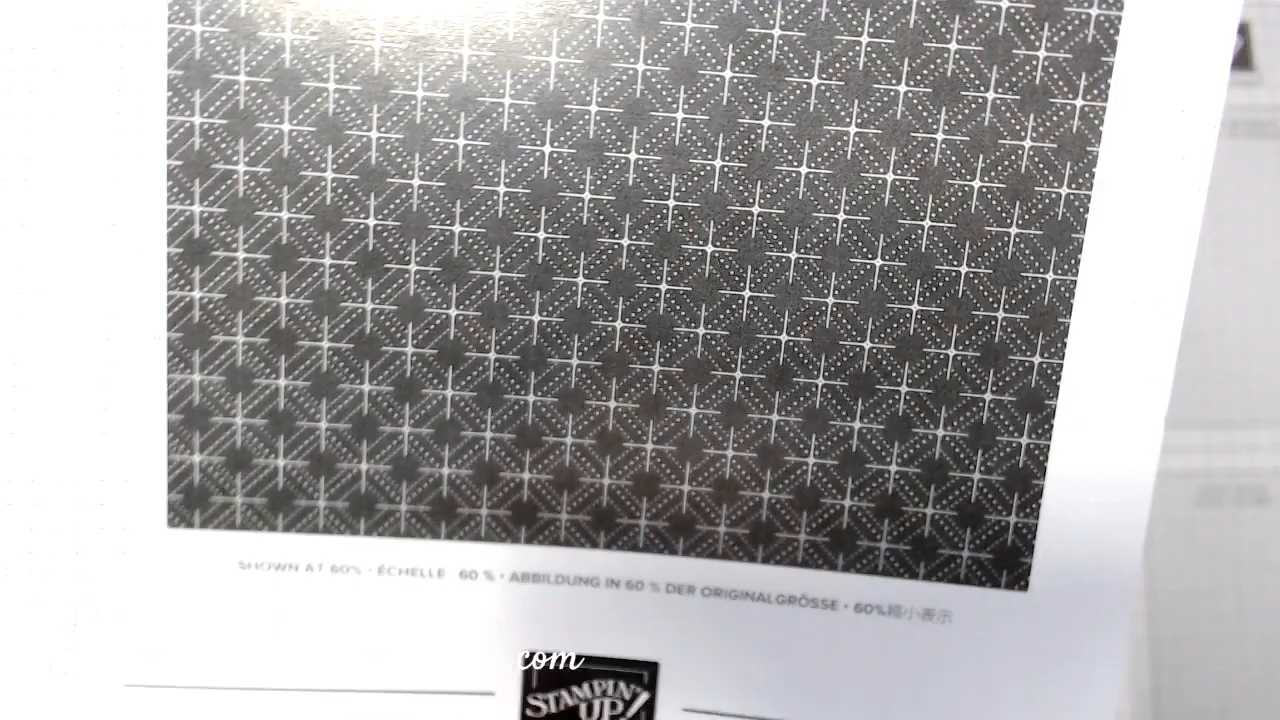 SHOWN AT 60% • ÉCHELLE 60 % • ABBILDUNG IN 60 % DER ORIGINALGRÖSSE • 60%縮小表示
com
STAMPIN' UP!